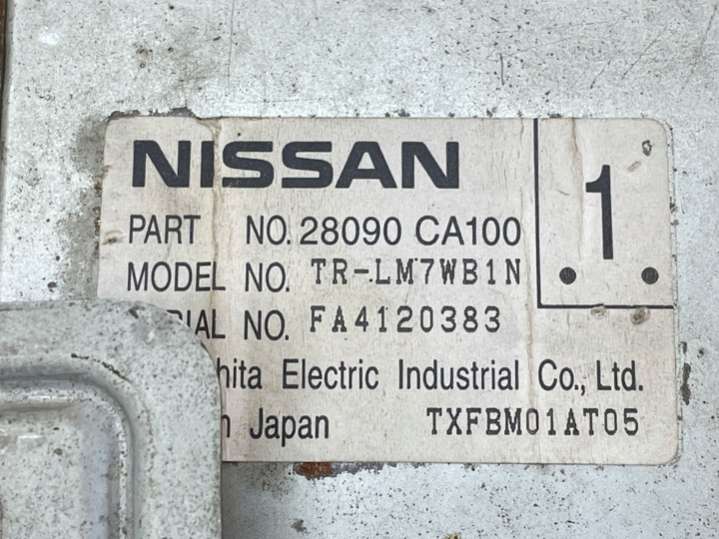 NISSAN
1
PART NO. 28090 CA100
MODEL NO. TR-LM7WB1N
RIAL NO. FA4120383
hita Electric Industrial Co., Ltd.
n Japan TXFBM01AT05